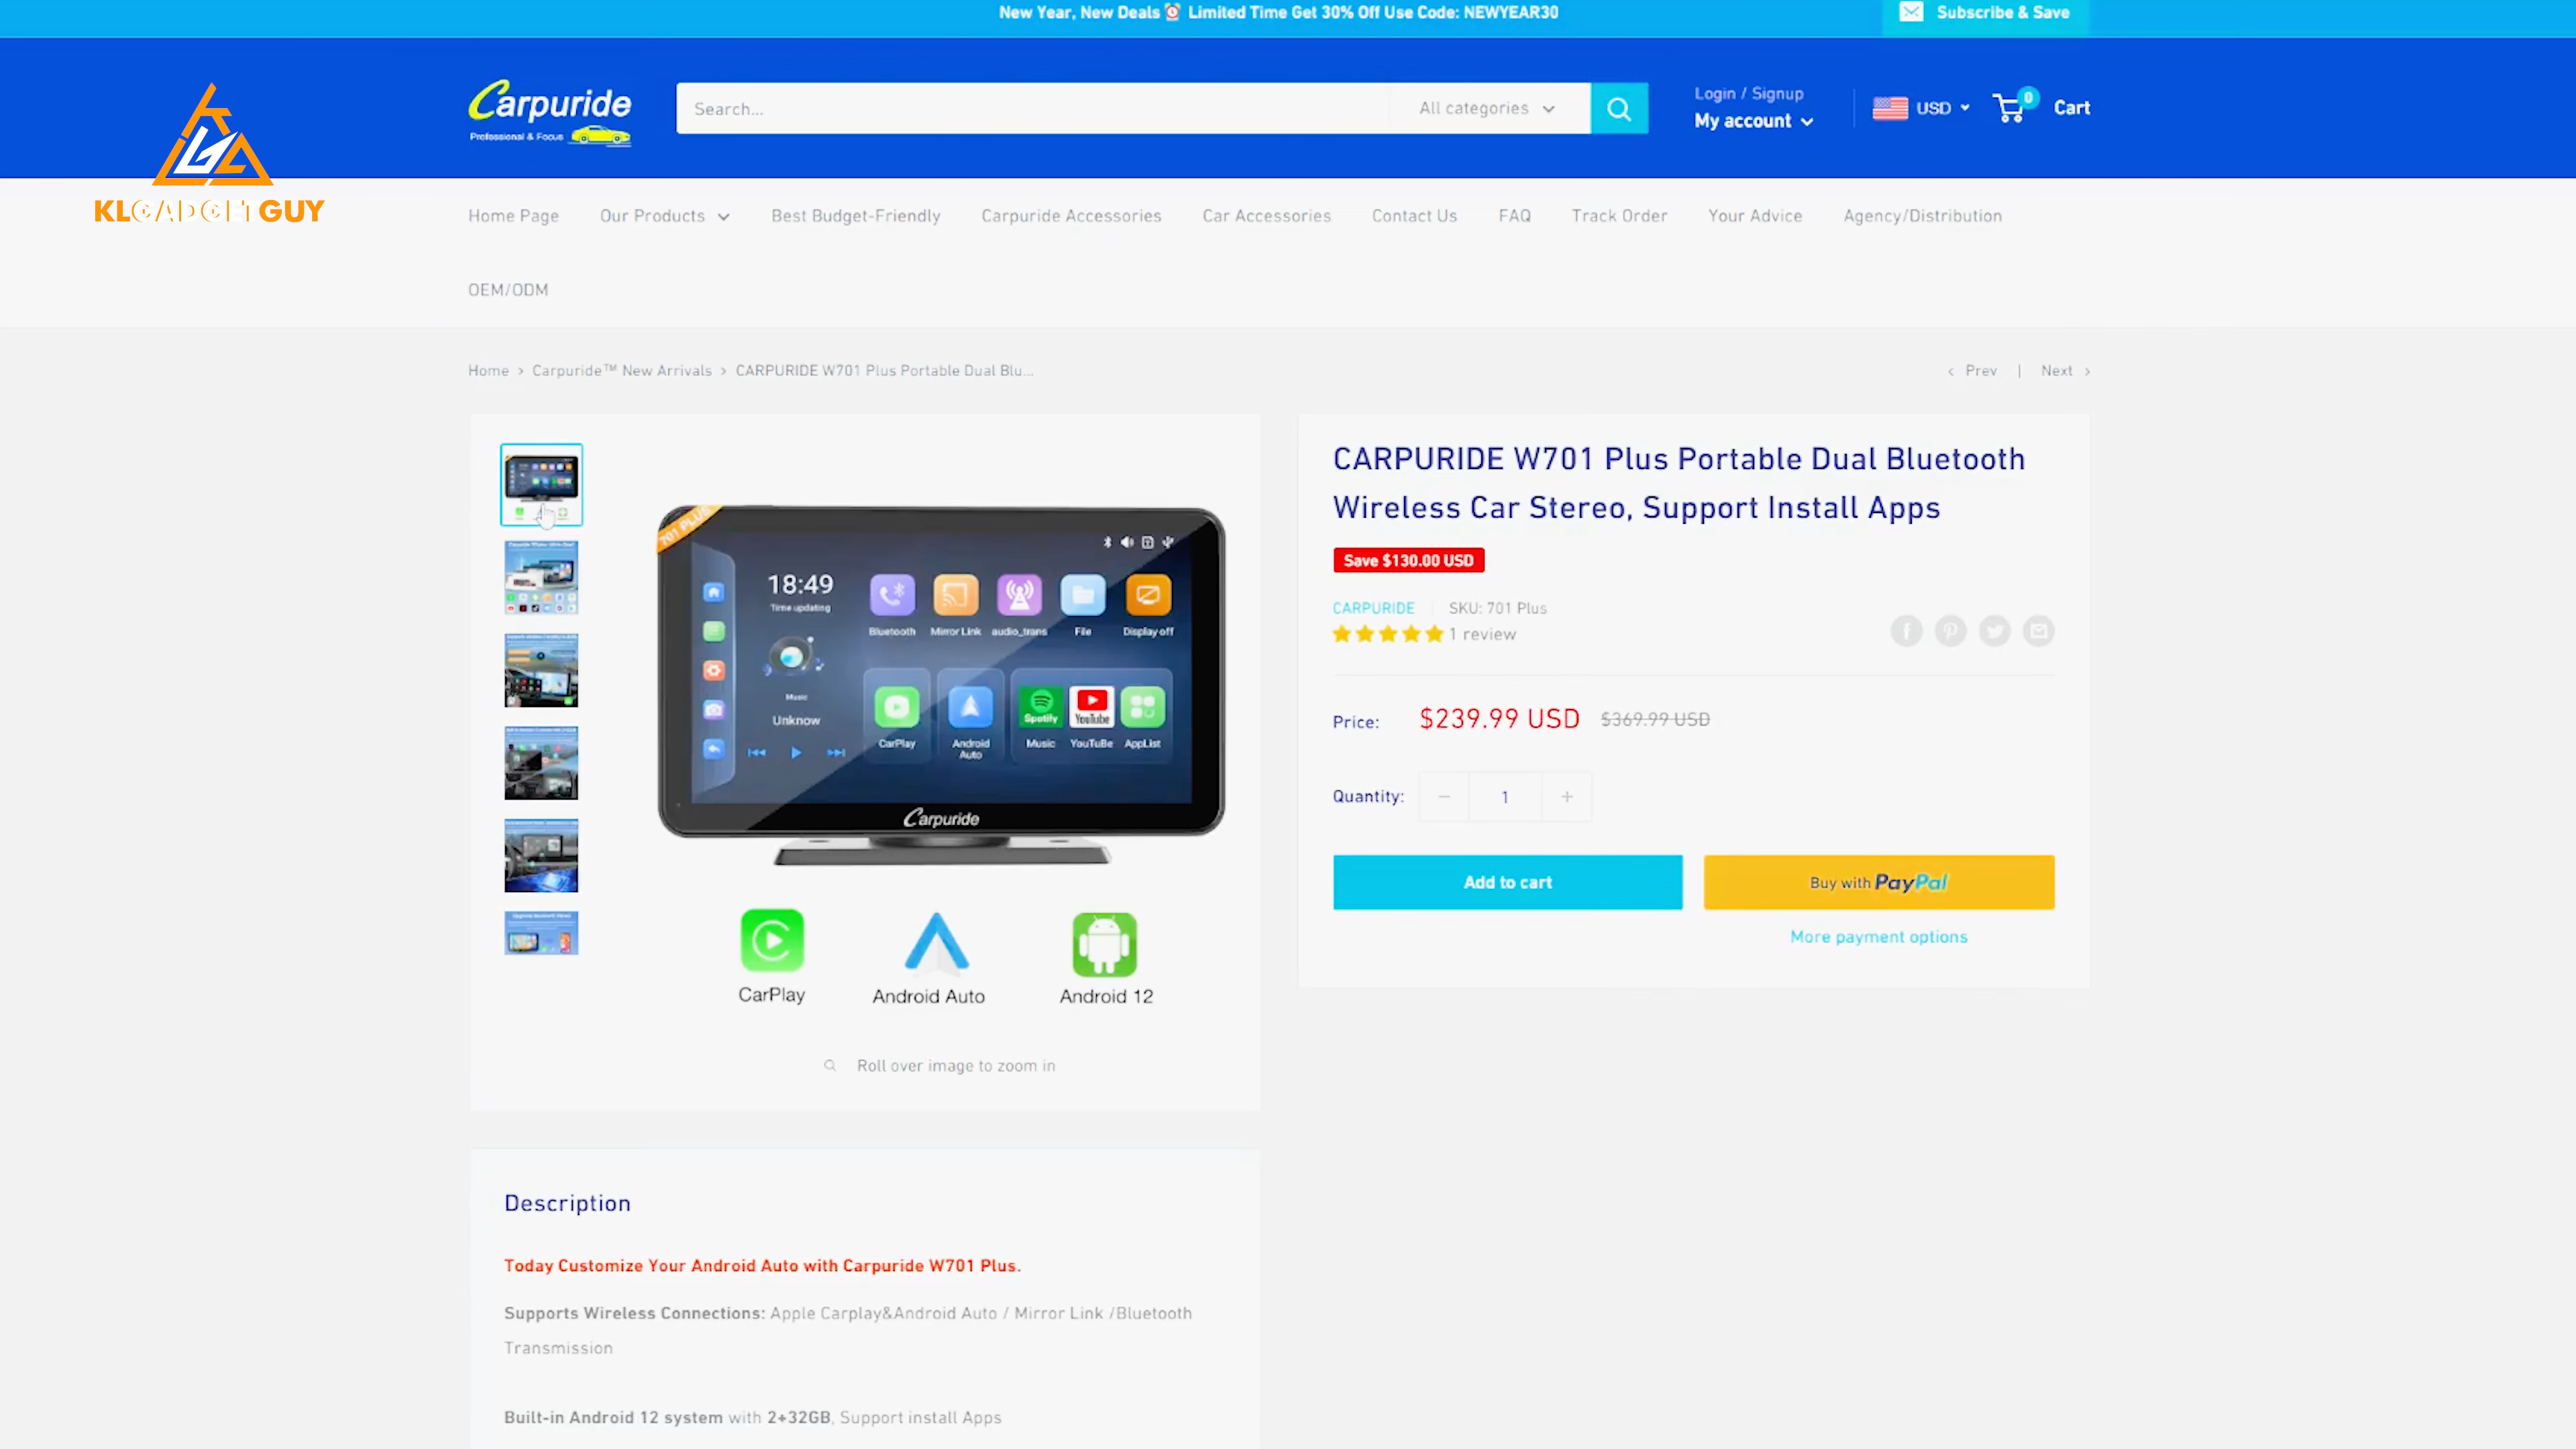 New Year, New Deals ⏰ Limited Time Get 30% Off Use Code: NEWYEAR30
Subscribe & Save
KLGADGETGUY
Carpuride
Professional & Focus
Search...
All categories
Login / Signup
My account
USD
0
Cart
Home Page
Our Products
Best Budget-Friendly
Carpuride Accessories
Car Accessories
Contact Us
FAQ
Track Order
Your Advice
Agency/Distribution
OEM/ODM
Home › Carpuride™ New Arrivals › CARPURIDE W701 Plus Portable Dual Blu...
‹ Prev | Next ›
701 PLUS
18:49
Time updating
Bluetooth
Mirror Link
audio_trans
File
Display off
Music
Unknow
CarPlay
Android
Auto
Spotify
Music
YouTube
YouTuBe
AppList
Carpuride
CarPlay
Android Auto
Android 12
Roll over image to zoom in
CARPURIDE W701 Plus Portable Dual Bluetooth
Wireless Car Stereo, Support Install Apps
Save $130.00 USD
CARPURIDE
SKU: 701 Plus
1 review
Price:
$239.99 USD
$369.99 USD
Quantity:
− 1 +
Add to cart
Buy with PayPal
More payment options
Description
Today Customize Your Android Auto with Carpuride W701 Plus.
Supports Wireless Connections: Apple Carplay&Android Auto / Mirror Link /Bluetooth
Transmission
Built-in Android 12 system with 2+32GB, Support install Apps